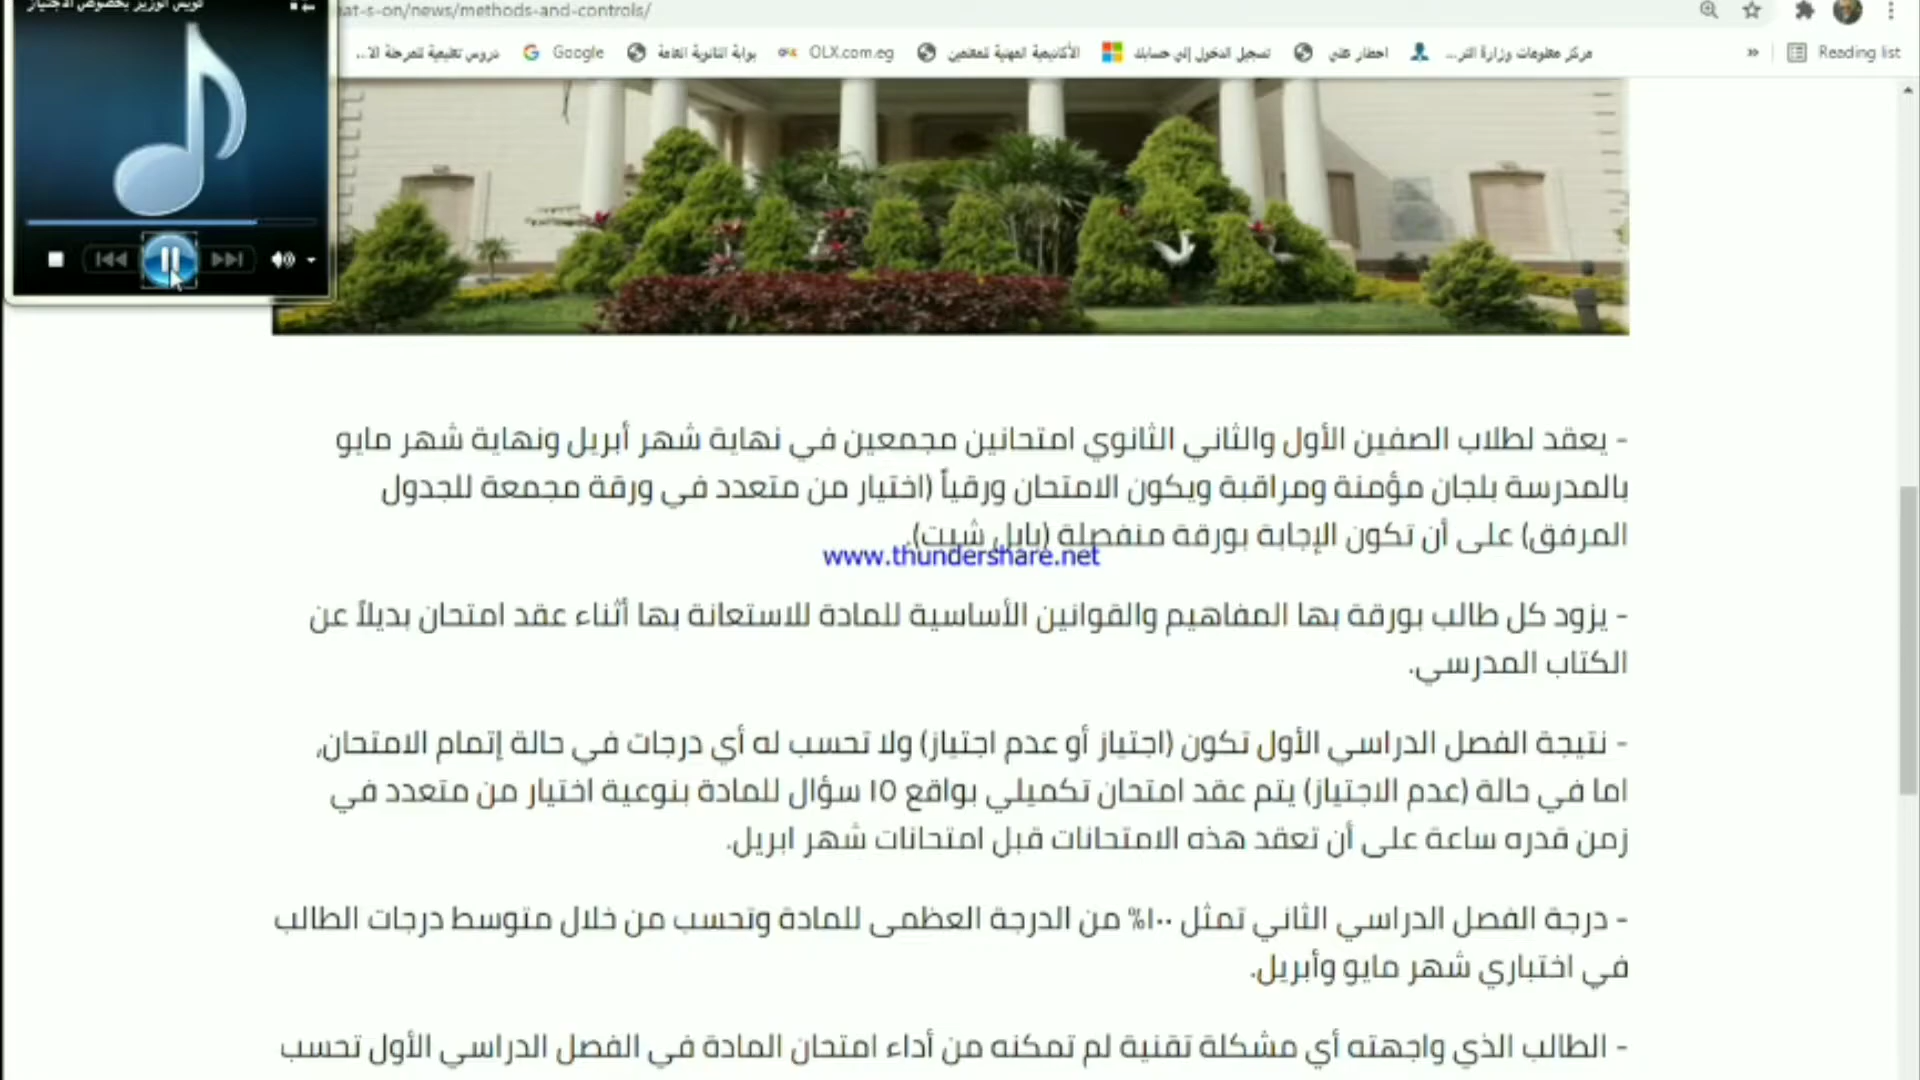 تويس الوزير بخصوص الاجتياز
at-s-on/news/methods-and-controls/
دروس تعليمية للمرحلة الا...
Google
بوابة الثانوية العامة
OLX.com.eg
الأكاديمية المهنية للمعلمين
تسجيل الدخول إلى حسابك
اخطار على
مركز معلومات وزارة التر...
»
Reading list
- يعقد لطلاب الصفين الأول والثاني الثانوي امتحانين مجمعين في نهاية شهر أبريل ونهاية شهر مايو
بالمدرسة بلجان مؤمنة ومراقبة ويكون الامتحان ورقياً (اختيار من متعدد في ورقة مجمعة للجدول
المرفق) على أن تكون الإجابة بورقة منفصلة (بابل شيت).
www.thundershare.net
- يزود كل طالب بورقة بها المفاهيم والقوانين الأساسية للمادة للاستعانة بها أثناء عقد امتحان بديلاً عن
الكتاب المدرسي.
- نتيجة الفصل الدراسي الأول تكون (اجتياز أو عدم اجتياز) ولا تحسب له أي درجات في حالة إتمام الامتحان,
اما في حالة (عدم الاجتياز) يتم عقد امتحان تكميلي بواقع ١٥ سؤال للمادة بنوعية اختيار من متعدد في
زمن قدره ساعة على أن تعقد هذه الامتحانات قبل امتحانات شهر ابريل.
- درجة الفصل الدراسي الثاني تمثل ١٠٠% من الدرجة العظمى للمادة وتحسب من خلال متوسط درجات الطالب
في اختباري شهر مايو وأبريل.
- الطالب الذي واجهته أي مشكلة تقنية لم تمكنه من أداء امتحان المادة في الفصل الدراسي الأول تحسب